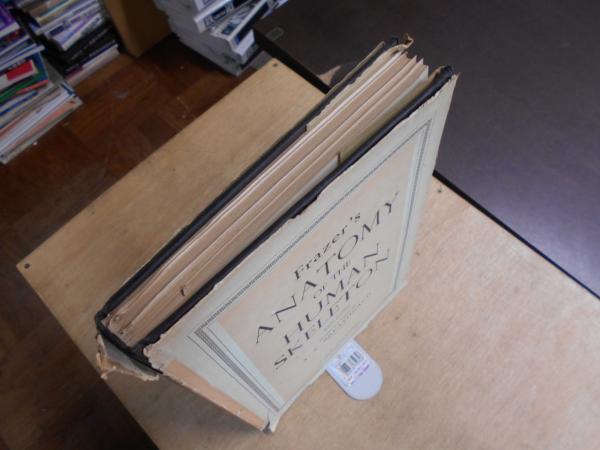 Frazer's
ANATOMY
OF THE
HUMAN
SKELETON